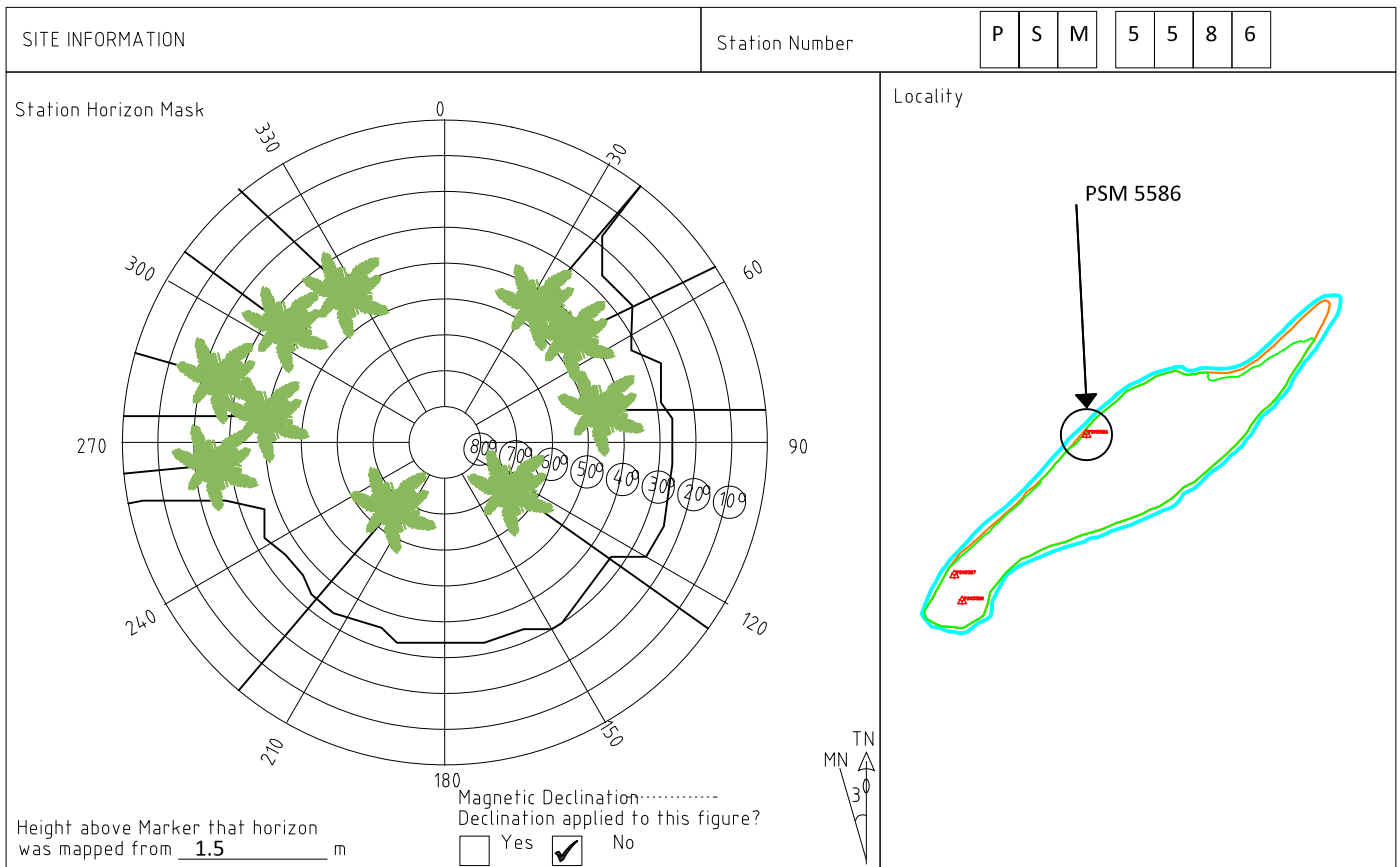 SITE INFORMATION
Station Number
P S M 5 5 8 6
Station Horizon Mask
Locality
0
30
60
90
120
150
180
210
240
270
300
330
80° 70° 60° 50° 40° 30° 20° 10°
PSM 5586
TN
MN
3°
Magnetic Declination
Declination applied to this figure?
Yes ✓ No
Height above Marker that horizon
was mapped from 1.5 m